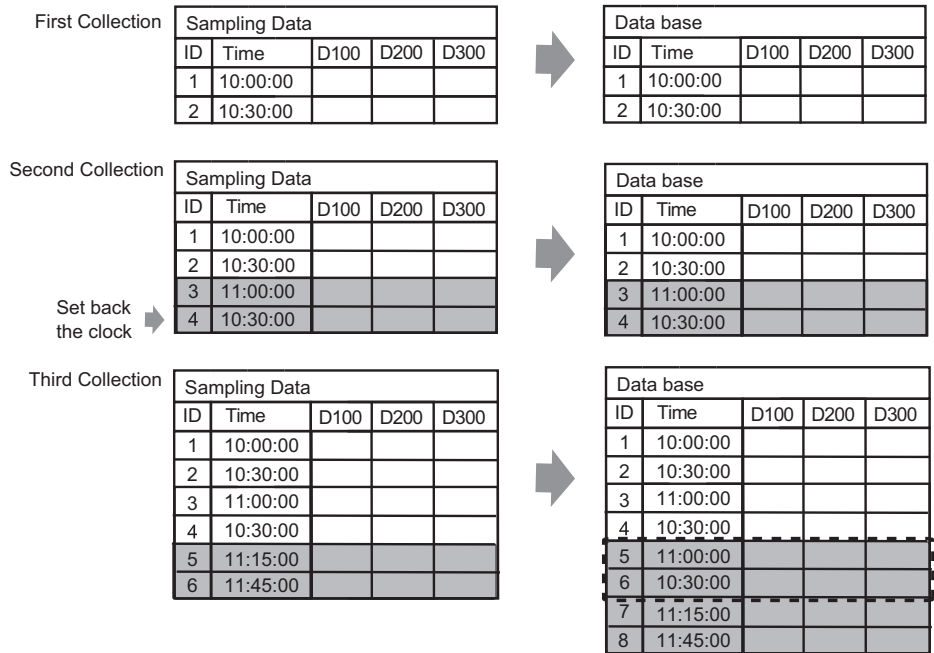 First Collection
Sampling Data
ID Time D100 D200 D300
1 10:00:00
2 10:30:00
Data base
ID Time D100 D200 D300
1 10:00:00
2 10:30:00
Second Collection
Sampling Data
ID Time D100 D200 D300
1 10:00:00
2 10:30:00
3 11:00:00
4 10:30:00
Set back
the clock
Data base
ID Time D100 D200 D300
1 10:00:00
2 10:30:00
3 11:00:00
4 10:30:00
Third Collection
Sampling Data
ID Time D100 D200 D300
1 10:00:00
2 10:30:00
3 11:00:00
4 10:30:00
5 11:15:00
6 11:45:00
Data base
ID Time D100 D200 D300
1 10:00:00
2 10:30:00
3 11:00:00
4 10:30:00
5 11:00:00
6 10:30:00
7 11:15:00
8 11:45:00